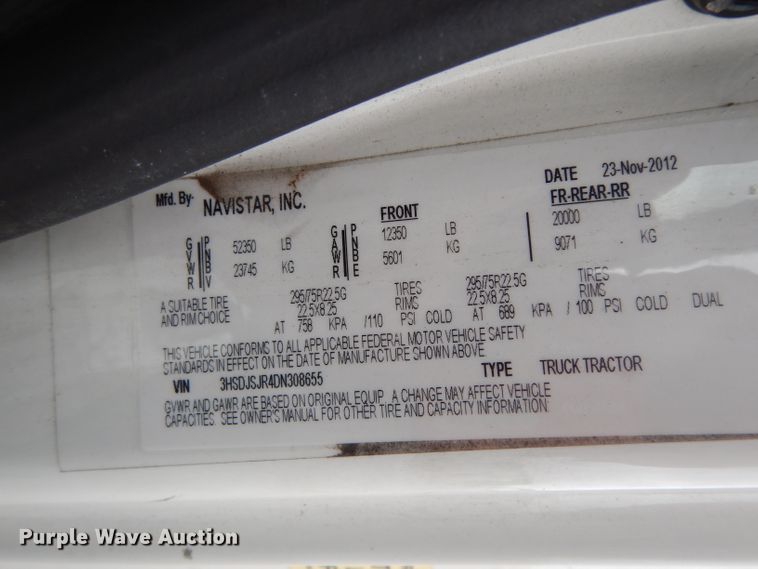 Mfd. By- NAVISTAR, INC. DATE 23-Nov-2012
FRONT FR-REAR-RR
GVWR PNBV 52350 LB GAWR PNBE 12350 LB 20000 LB
23745 KG 5601 KG 9071 KG
A SUITABLE TIRE 295/75R22.5G TIRES 295/75R22.5G TIRES
AND RIM CHOICE 22.5X8.25 RIMS 22.5X8.25 RIMS
AT 758 KPA /110 PSI COLD AT 689 KPA / 100 PSI COLD DUAL
THIS VEHICLE CONFORMS TO ALL APPLICABLE FEDERAL MOTOR VEHICLE SAFETY
STANDARDS IN EFFECT ON THE DATE OF MANUFACTURE SHOWN ABOVE.
VIN 3HSDJSJR4DN308655 TYPE TRUCK TRACTOR
GVWR AND GAWR ARE BASED ON ORIGINAL EQUIP. A CHANGE MAY AFFECT VEHICLE
CAPACITIES. SEE OWNER'S MANUAL FOR OTHER TIRE AND CAPACITY INFORMATION.
Purple Wave Auction